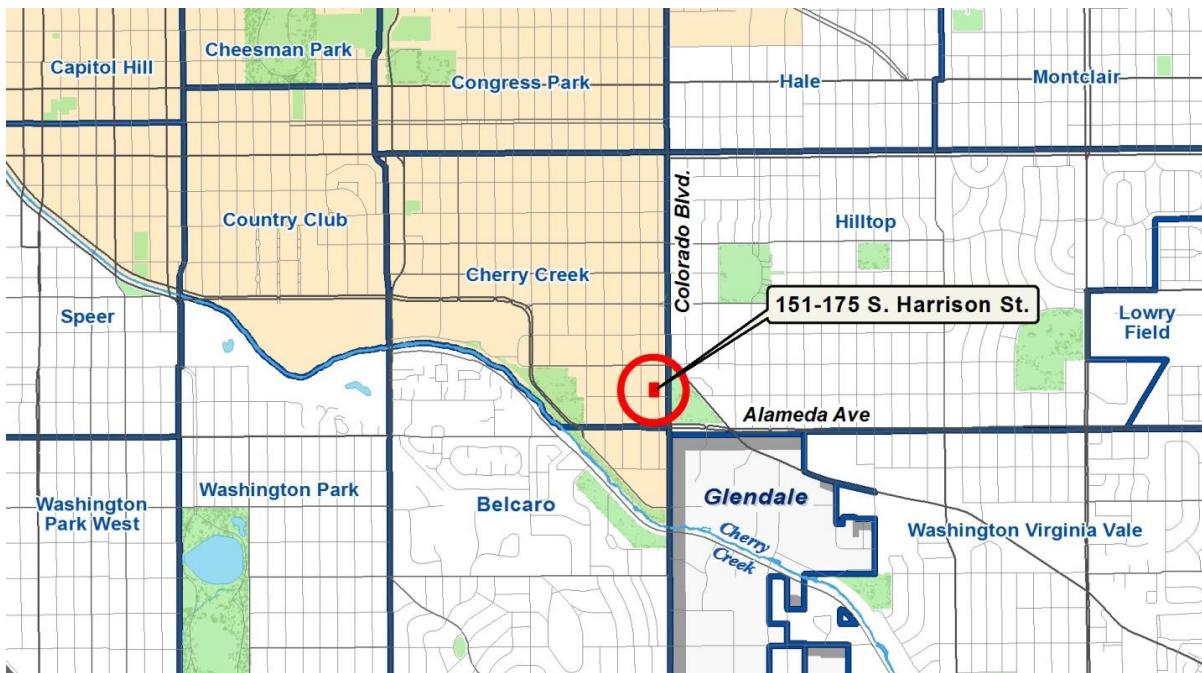 Cheesman Park
Capitol Hill
Congress Park
Hale
Montclair
Colorado Blvd.
Country Club
Hilltop
Cherry Creek
151-175 S. Harrison St.
Speer
Lowry
Field
Alameda Ave
Washington Park
Washington
Park West
Belcaro
Glendale
Washington Virginia Vale
Cherry
Creek